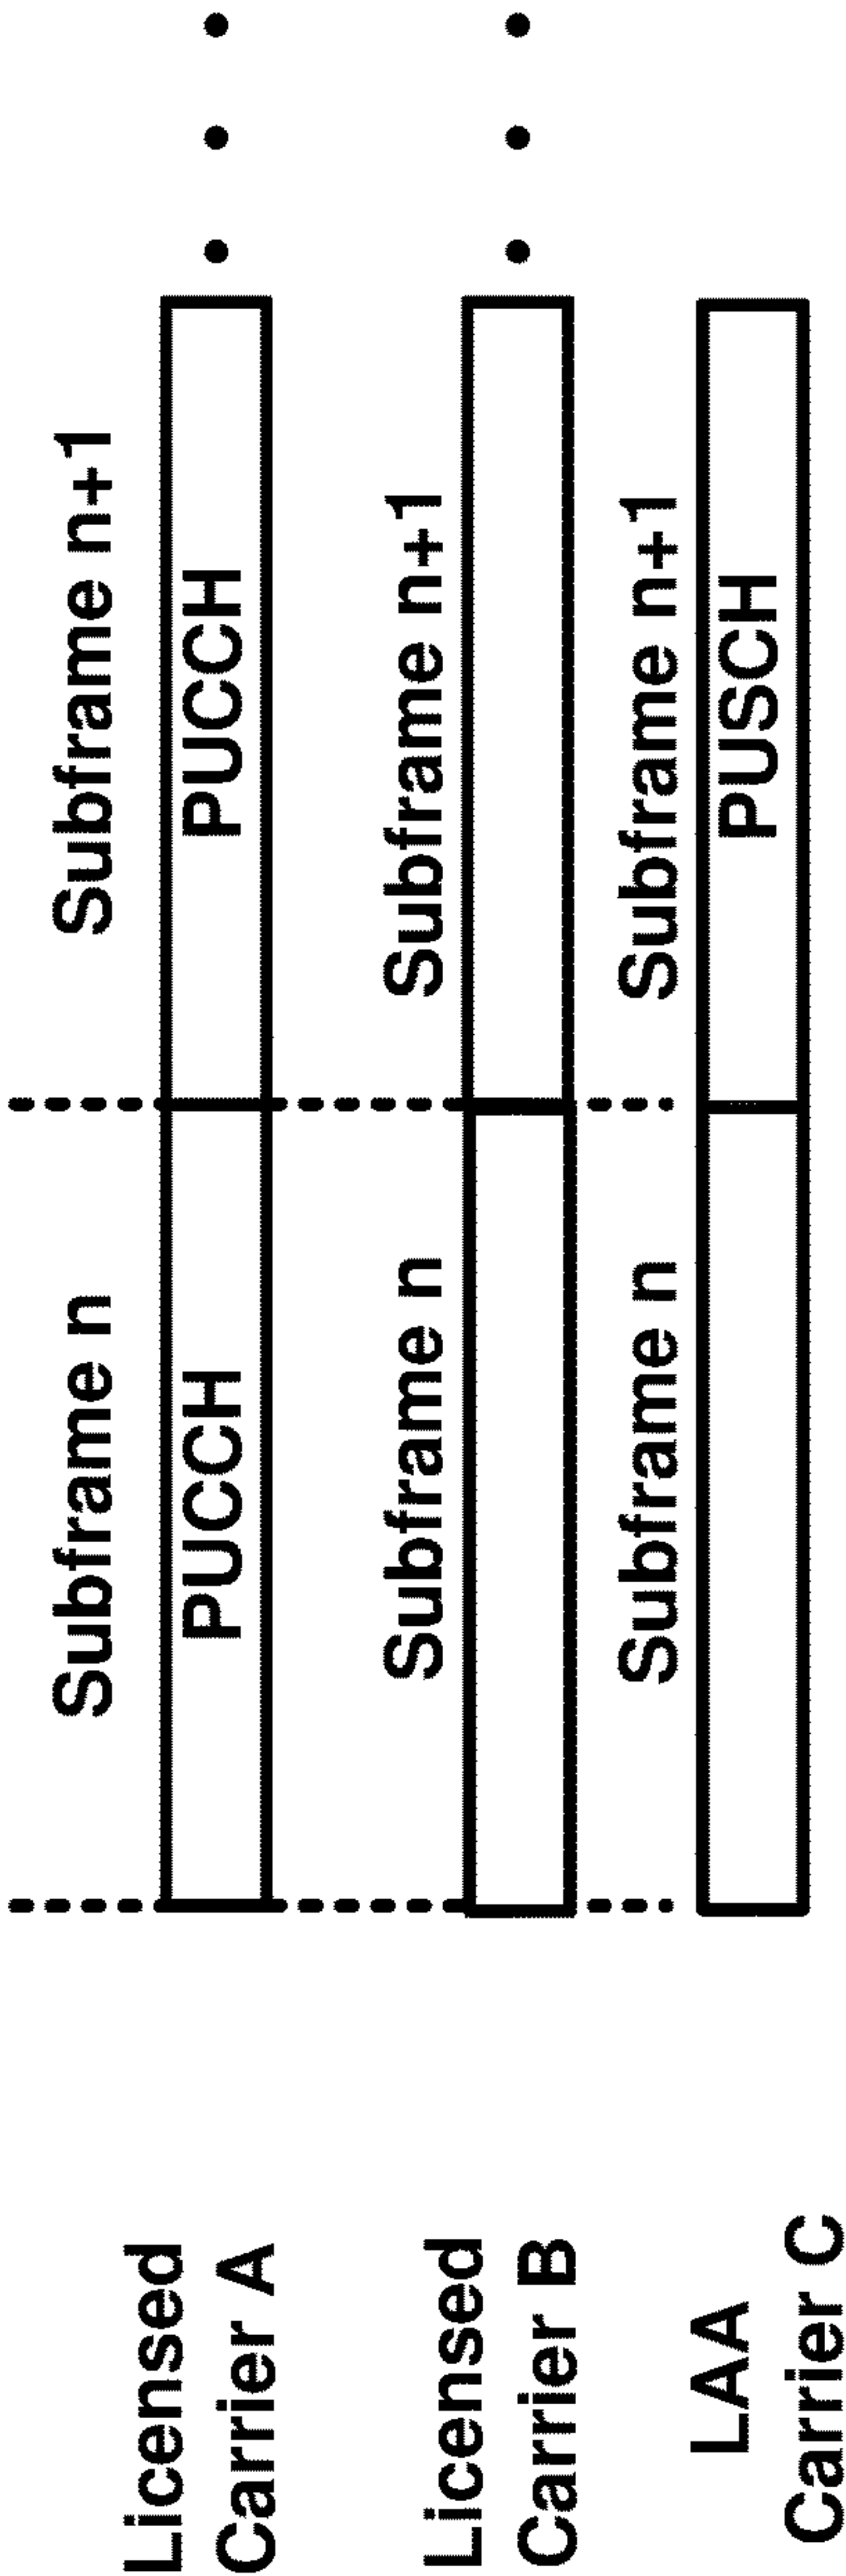 Subframe n
Subframe n+1
Licensed
Carrier A
PUCCH
PUCCH
Subframe n
Subframe n+1
Licensed
Carrier B
Subframe n
Subframe n+1
LAA
Carrier C
PUSCH